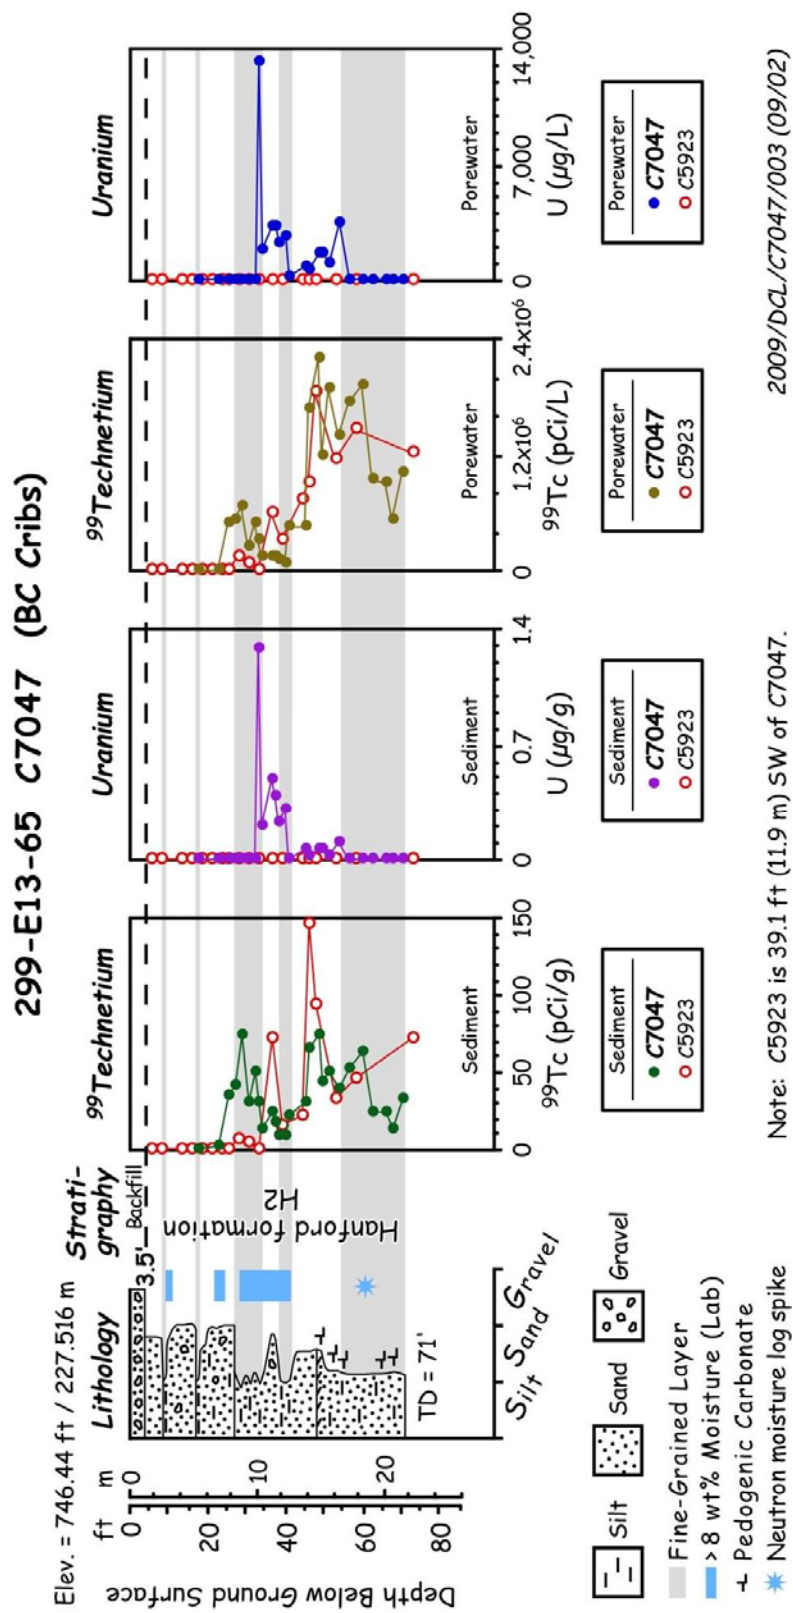 299-E13-65 C7047 (BC Cribs)
Elev. = 746.44 ft / 227.516 m
Lithology
Strati-
graphy
99Technetium
Uranium
99Technetium
Uranium
ft
m
0
20
40
60
80
0
10
20
Depth Below Ground Surface
3.5'
Backfill
Hanford formation
H2
TD = 71'
Silt
Sand
Gravel
Sediment
0
50
100
150
99Tc (pCi/g)
Sediment
0
0.7
1.4
U (µg/g)
Porewater
0
1.2x10⁶
2.4x10⁶
99Tc (pCi/L)
Porewater
0
7,000
14,000
U (µg/L)
Silt
Sand
Gravel
Fine-Grained Layer
>8 wt% Moisture (Lab)
Pedogenic Carbonate
Neutron moisture log spike
Sediment
C7047
C5923
Sediment
C7047
C5923
Porewater
C7047
C5923
Porewater
C7047
C5923
Note: C5923 is 39.1 ft (11.9 m) SW of C7047.
2009/DCL/C7047/003 (09/02)